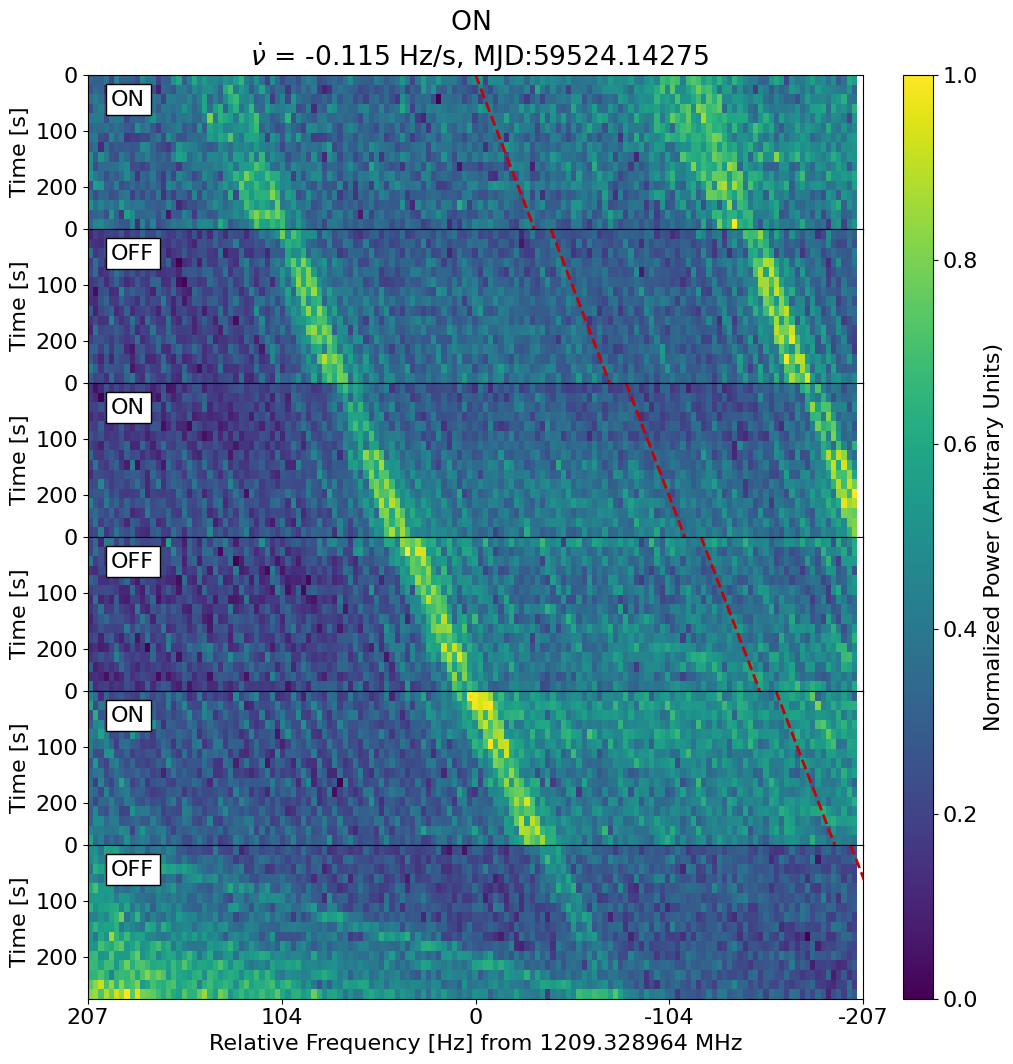 ON
ν̇ = -0.115 Hz/s, MJD:59524.14275
0
ON
100
200
Time [s]
0
OFF
100
200
Time [s]
0
ON
100
200
Time [s]
0
OFF
100
200
Time [s]
0
ON
100
200
Time [s]
0
OFF
100
200
Time [s]
207 104 0 -104 -207
Relative Frequency [Hz] from 1209.328964 MHz
1.0
0.8
0.6
0.4
0.2
0.0
Normalized Power (Arbitrary Units)